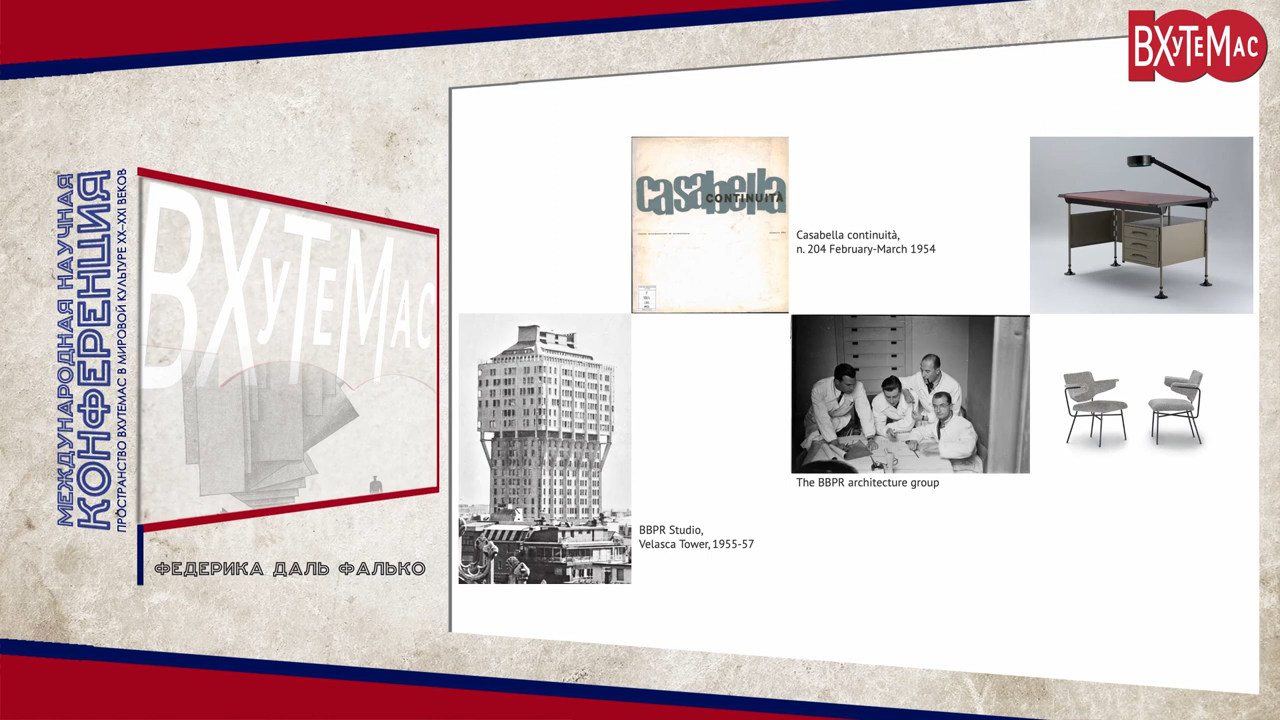 МЕЖДУНАРОДНАЯ НАУЧНАЯ
КОНФЕРЕНЦИЯ
ПРОСТРАНСТВО ВХУТЕМАС В МИРОВОЙ КУЛЬТУРЕ XX–XXI ВЕКОВ
ВХУТЕМАС
ФЕДЕРИКА ДАЛЬ ФАЛЬКО
100
ВХУТЕМАС
casabella
CONTINUITÀ
Casabella continuità,
n. 204 February-March 1954
The BBPR architecture group
BBPR Studio,
Velasca Tower, 1955-57